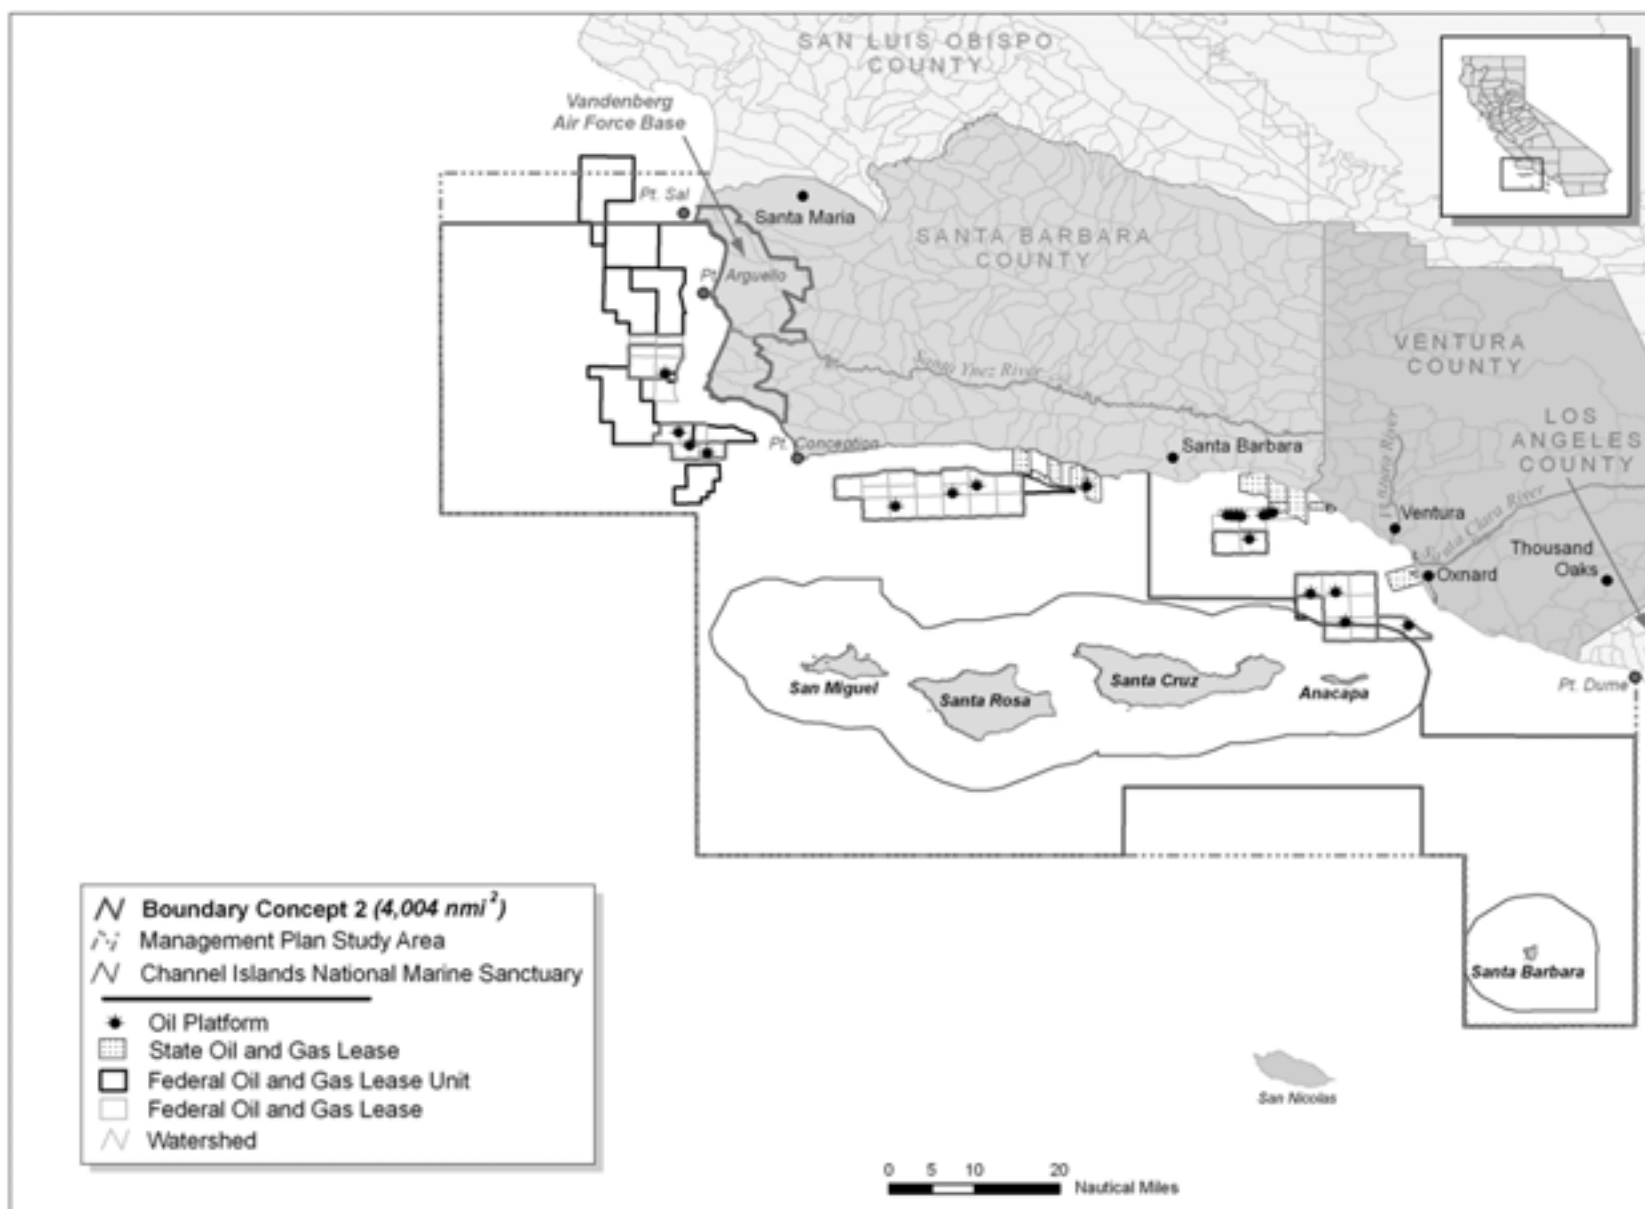 SAN LUIS OBISPO
COUNTY
Vandenberg
Air Force Base
Pt. Sal
Santa Maria
SANTA BARBARA
COUNTY
Pt. Arguello
VENTURA
COUNTY
Santa Ynez River
LOS
ANGELES
COUNTY
Pt. Conception
Santa Barbara
Ventura River
Ventura
Santa Clara River
Thousand
Oaks
Oxnard
San Miguel
Santa Rosa
Santa Cruz
Anacapa
Pt. Dume
Boundary Concept 2 (4,004 nmi²)
Management Plan Study Area
Channel Islands National Marine Sanctuary
Oil Platform
State Oil and Gas Lease
Federal Oil and Gas Lease Unit
Federal Oil and Gas Lease
Watershed
Santa Barbara
San Nicolas
0 5 10 20
Nautical Miles